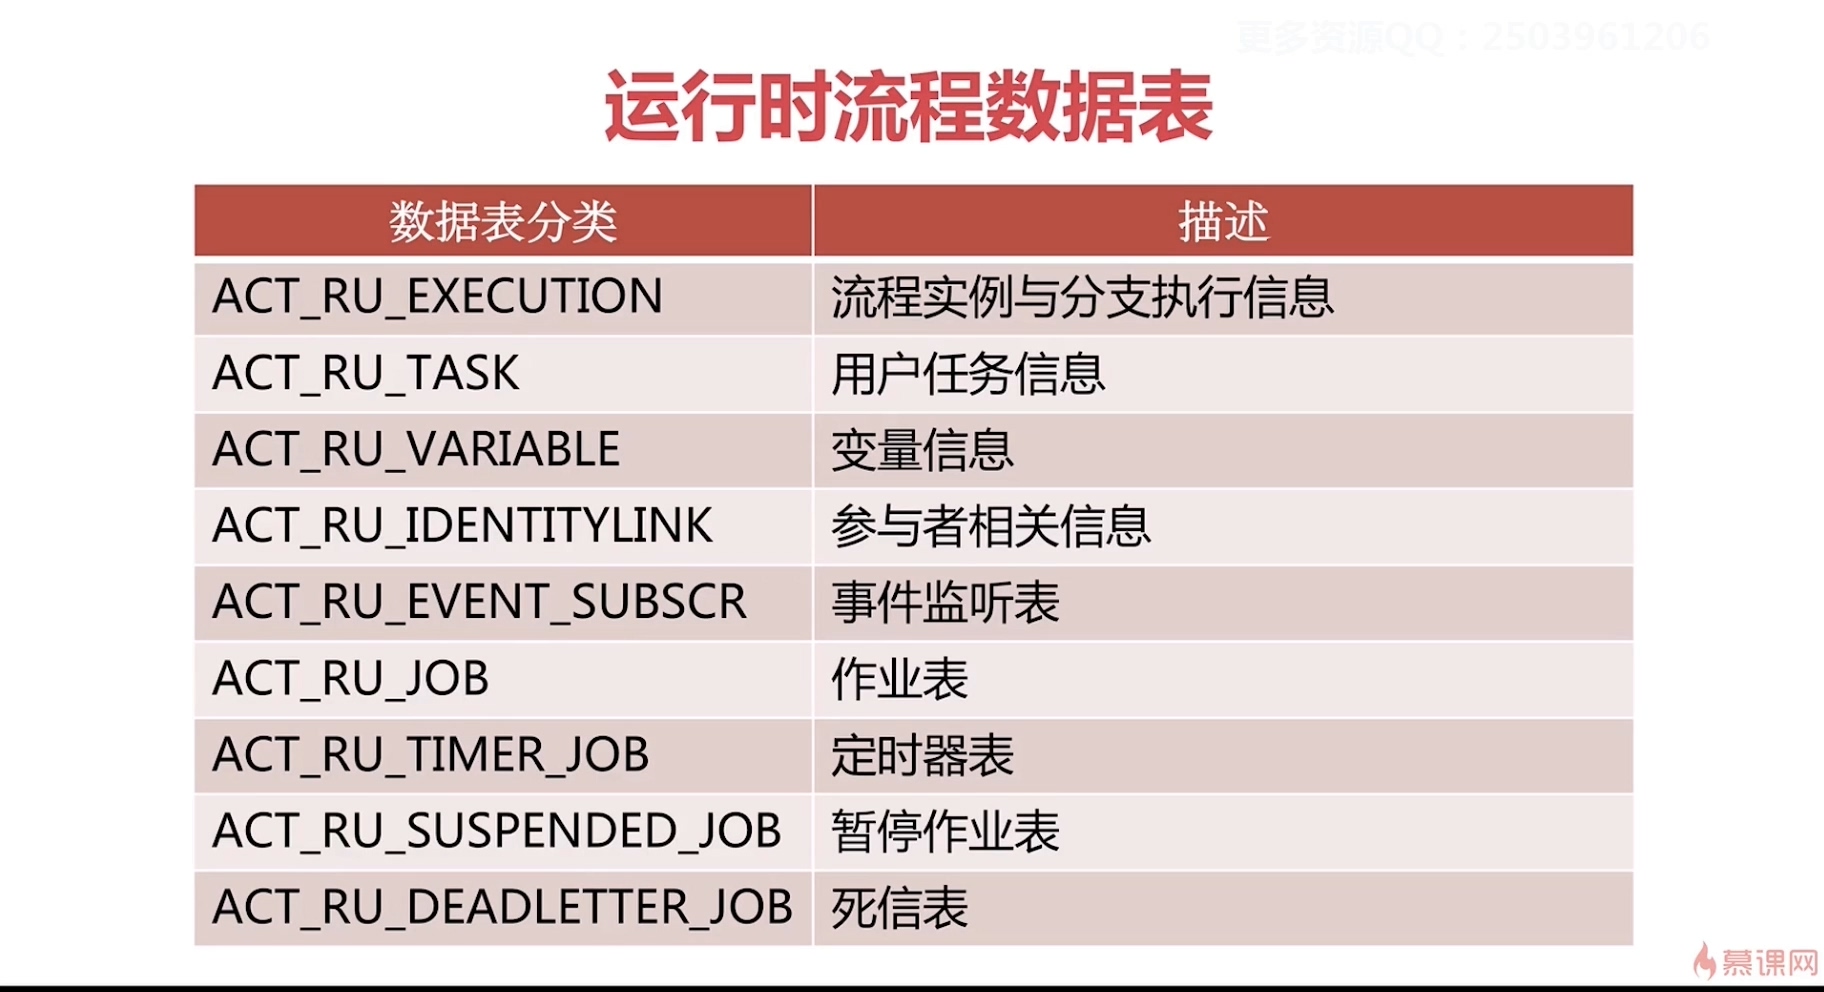 更多资源QQ：2503961206
运行时流程数据表
数据表分类 描述
ACT_RU_EXECUTION 流程实例与分支执行信息
ACT_RU_TASK 用户任务信息
ACT_RU_VARIABLE 变量信息
ACT_RU_IDENTITYLINK 参与者相关信息
ACT_RU_EVENT_SUBSCR 事件监听表
ACT_RU_JOB 作业表
ACT_RU_TIMER_JOB 定时器表
ACT_RU_SUSPENDED_JOB 暂停作业表
ACT_RU_DEADLETTER_JOB 死信表
慕课网